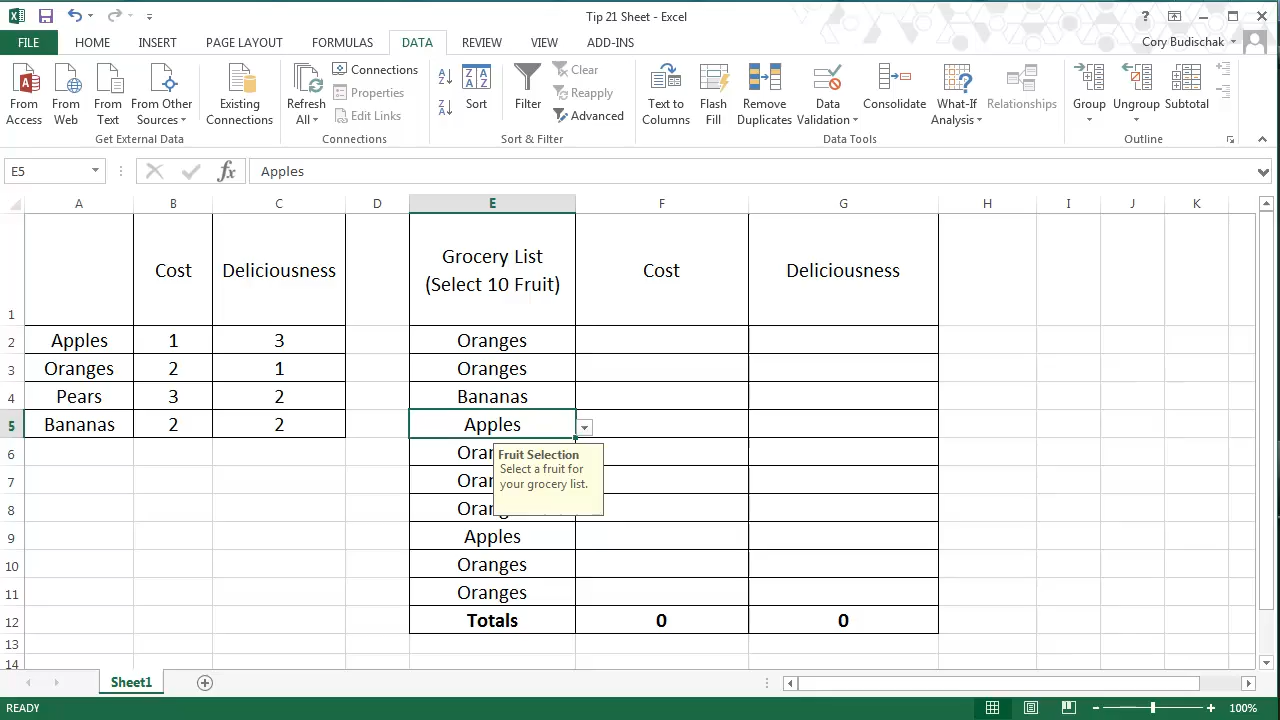 Tip 21 Sheet - Excel
?
FILE HOME INSERT PAGE LAYOUT FORMULAS DATA REVIEW VIEW ADD-INS Cory Budischak
From Access
From Web
From Text
From Other Sources
Existing Connections
Get External Data
Refresh All
Connections
Properties
Edit Links
Connections
Sort
Filter
Clear
Reapply
Advanced
Sort & Filter
Text to Columns
Flash Fill
Remove Duplicates
Data Validation
Consolidate
What-If Analysis
Relationships
Data Tools
Group
Ungroup
Subtotal
Outline
E5 fx Apples
A B C D E F G H I J K
1 Cost Deliciousness Grocery List (Select 10 Fruit) Cost Deliciousness
2 Apples 1 3 Oranges
3 Oranges 2 1 Oranges
4 Pears 3 2 Bananas
5 Bananas 2 2 Apples
6 Oran
7 Oran
8 Oran
Fruit Selection
Select a fruit for
your grocery list.
9 Apples
10 Oranges
11 Oranges
12 Totals 0 0
13
14
Sheet1
READY 100%